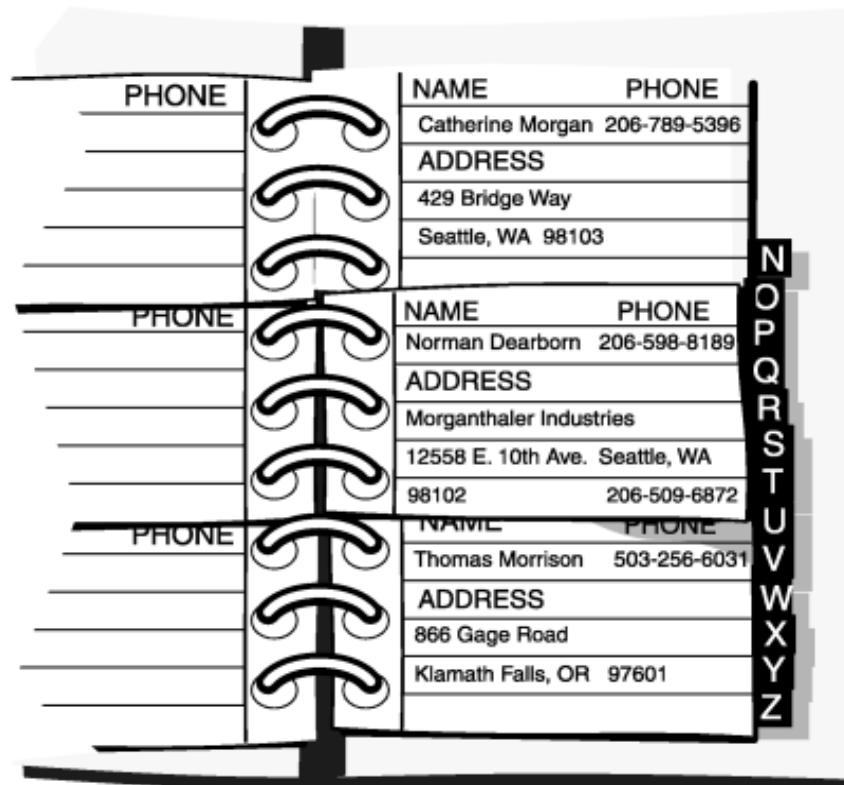 PHONE
NAME PHONE
Catherine Morgan 206-789-5396
ADDRESS
429 Bridge Way
Seattle, WA 98103
PHONE
NAME PHONE
Norman Dearborn 206-598-8189
ADDRESS
Morganthaler Industries
12558 E. 10th Ave. Seattle, WA
98102 206-509-6872
PHONE
NAME PHONE
Thomas Morrison 503-256-6031
ADDRESS
866 Gage Road
Klamath Falls, OR 97601
N
O
P
Q
R
S
T
U
V
W
X
Y
Z